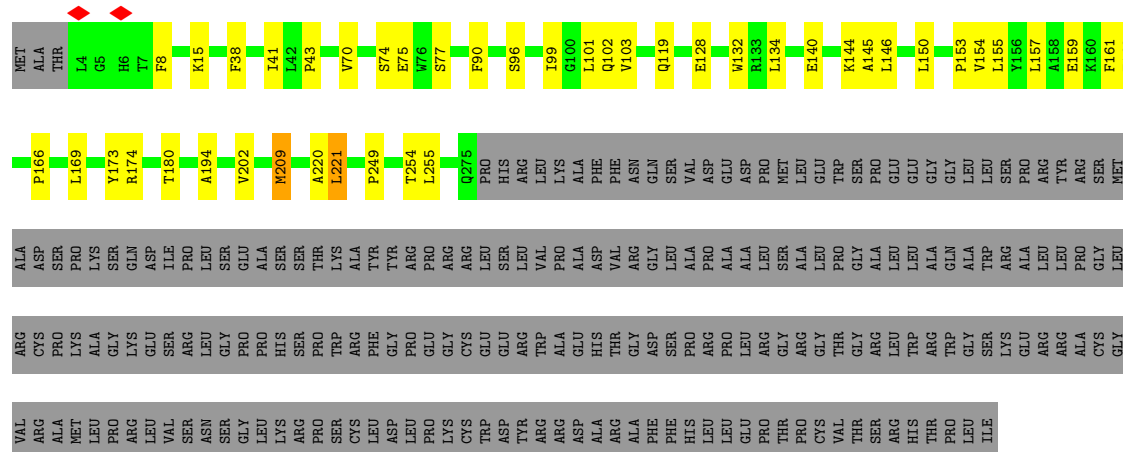 MET ALA THR L4 G5 H6 T7 F8 K15 F38 I41 L42 P43 V70 S74 E75 W76 S77 F90 S96 I99 G100 L101 Q102 V103 Q119 E128 W132 R133 L134 E140 K144 A145 L146 L150 P153 V154 L155 Y156 L157 A158 E159 K160 F161
P166 L169 Y173 R174 T180 A194 V202 M209 A220 L221 P249 T254 L255 Q275 PRO HIS ARG LEU LYS ALA PHE PHE ASN GLN SER VAL ASP GLU ASP PRO MET LEU GLU TRP SER PRO GLU GLY GLY LEU LEU SER PRO ARG TYR ARG SER MET
ALA ASP SER PRO LYS SER GLN ASP ILE PRO LEU SER GLU ALA SER SER THR LYS ALA TYR TYR ARG PRO ARG ARG LEU SER LEU VAL PRO ALA ASP VAL ARG GLY LEU ALA PRO ALA ALA LEU SER ALA LEU PRO GLY ALA LEU LEU ALA GLN ALA TRP ARG ALA LEU LEU PRO GLY LEU
ARG CYS PRO LYS ALA GLY LYS GLU SER ARG LEU GLY PRO PRO HIS SER PRO TRP ARG PHE GLY PRO GLU GLY CYS GLU GLU ARG TRP ALA GLU HIS THR GLY ASP SER PRO ARG PRO LEU ARG GLY ARG GLY THR GLY ARG LEU TRP ARG TRP GLY SER LYS GLU ARG ARG ALA CYS GLY
VAL ARG ALA MET LEU PRO ARG LEU VAL SER ASN SER GLY LEU LYS ARG PRO SER CYS LEU ASP LEU PRO LYS CYS TRP ASP TYR ARG ARG ASP ALA ARG ALA PHE PHE HIS LEU LEU GLU PRO THR PRO CYS VAL THR SER ARG HIS THR PRO LEU ILE